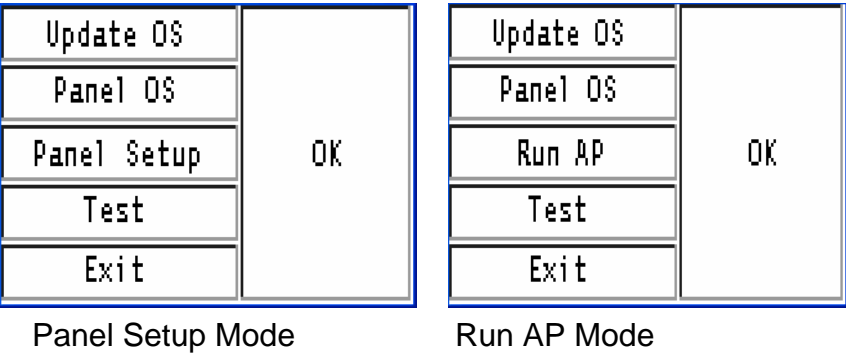 Update OS
Panel OS
Panel Setup
Test
Exit
OK
Panel Setup Mode
Update OS
Panel OS
Run AP
Test
Exit
OK
Run AP Mode